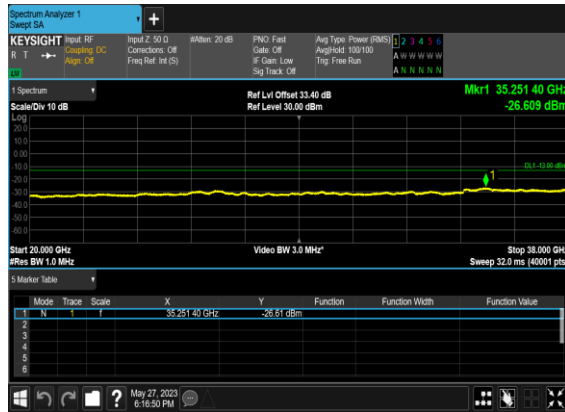 Spectrum Analyzer 1
Swept SA
+
KEYSIGHT Input: RF Input Z: 50 Ω #Atten: 20 dB PNO: Fast Avg Type: Power (RMS) 1 2 3 4 5 6
R T Coupling: DC Corrections: Off Gate: Off Avg|Hold: 100/100 A W W W W W
Align: Off Freq Ref: Int (S) IF Gain: Low Trig: Free Run
Sig Track: Off A N N N N N
1 Spectrum Ref Lvl Offset 33.40 dB Mkr1 35.251 40 GHz
Scale/Div 10 dB Ref Level 30.00 dBm -26.609 dBm
Log
20.0
10.0
0.00
-10.0 DL1 -13.00 dBm
-20.0 1
-30.0
-40.0
-50.0
-60.0
Start 20.000 GHz Video BW 3.0 MHz* Stop 38.000 GHz
#Res BW 1.0 MHz Sweep 32.0 ms (40001 pts)
5 Marker Table
Mode Trace Scale X Y Function Function Width Function Value
1 N 1 f 35.251 40 GHz -26.61 dBm
2
3
4
5
6
? May 27, 2023
6:16:50 PM